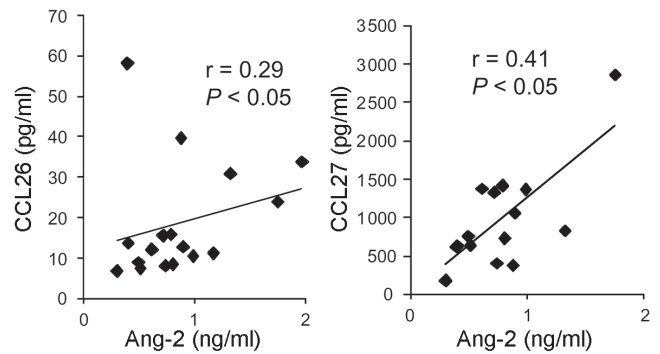 70
60
50
40
30
20
10
0
CCL26 (pg/ml)
r = 0.29
P < 0.05
0
1
2
Ang-2 (ng/ml)
3500
3000
2500
2000
1500
1000
500
0
CCL27 (pg/ml)
r = 0.41
P < 0.05
0
1
2
Ang-2 (ng/ml)